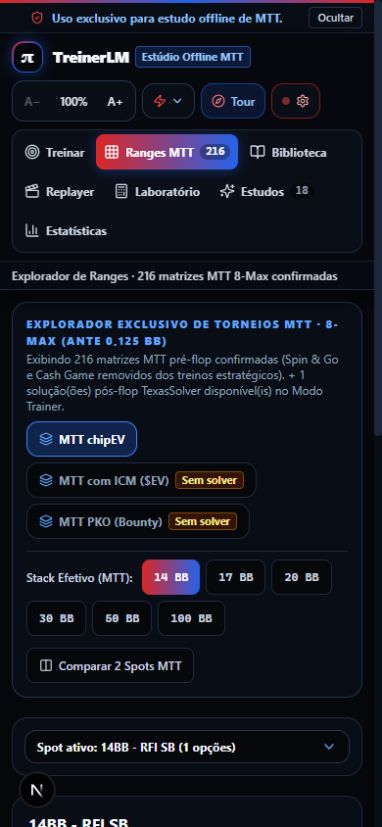 Uso exclusivo para estudo offline de MTT. Ocultar
π TreinerLM Estúdio Offline MTT
A− 100% A+ Tour
Treinar Ranges MTT 216 Biblioteca
Replayer Laboratório Estudos 18
Estatísticas
Explorador de Ranges · 216 matrizes MTT 8-Max confirmadas
EXPLORADOR EXCLUSIVO DE TORNEIOS MTT · 8-
MAX (ANTE 0,125 BB)
Exibindo 216 matrizes MTT pré-flop confirmadas (Spin & Go
e Cash Game removidos dos treinos estratégicos). + 1
solução(ões) pós-flop TexasSolver disponível(is) no Modo
Trainer.
MTT chipEV
MTT com ICM ($EV) Sem solver
MTT PKO (Bounty) Sem solver
Stack Efetivo (MTT): 14 BB 17 BB 20 BB
30 BB 50 BB 100 BB
Comparar 2 Spots MTT
Spot ativo: 14BB - RFI SB (1 opções)
N
14BB - RFI SB